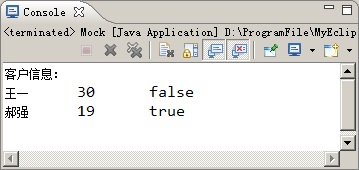 Console
<terminated> Mock [Java Application] D:\ProgramFile\MyEclip
客户信息:
王一 30 false
郝强 19 true